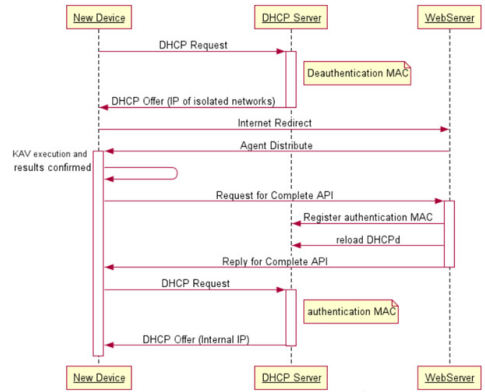 New Device
DHCP Server
WebServer
DHCP Request
Deauthentication MAC
DHCP Offer (IP of isolated networks)
Internet Redirect
Agent Distribute
KAV execution and
results confirmed
Request for Complete API
Register authentication MAC
reload DHCPd
Reply for Complete API
DHCP Request
authentication MAC
DHCP Offer (Internal IP)
New Device
DHCP Server
WebServer